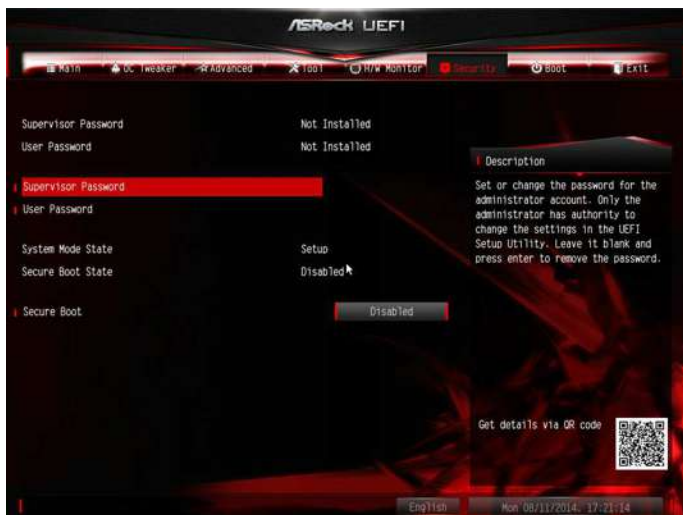 ASRock UEFI
Main OC Tweaker Advanced Tool H/W Monitor Security Boot Exit
Supervisor Password Not Installed
User Password Not Installed
Supervisor Password
User Password
System Mode State Setup
Secure Boot State Disabled
Secure Boot Disabled
Description
Set or change the password for the
administrator account. Only the
administrator has authority to
change the settings in the UEFI
Setup Utility. Leave it blank and
press enter to remove the password.
Get details via QR code
English Mon 08/11/2014. 17:21:14